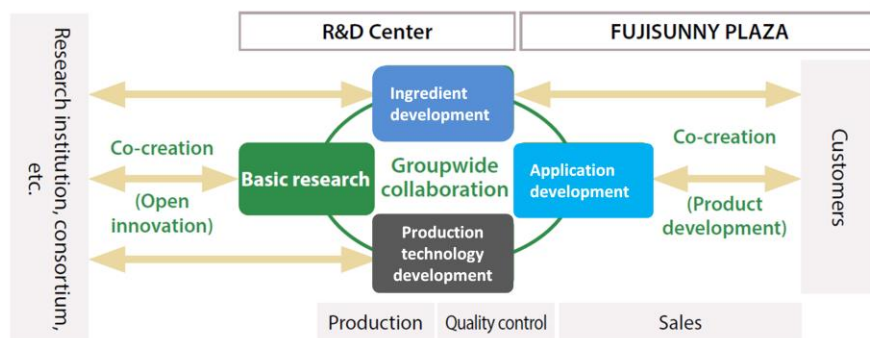 R&D Center
FUJISUNNY PLAZA
Research institution, consortium,
etc.
Ingredient
development
Co-creation
(Open
innovation)
Basic research
Groupwide
collaboration
Application
development
Co-creation
(Product
development)
Customers
Production
technology
development
Production
Quality control
Sales